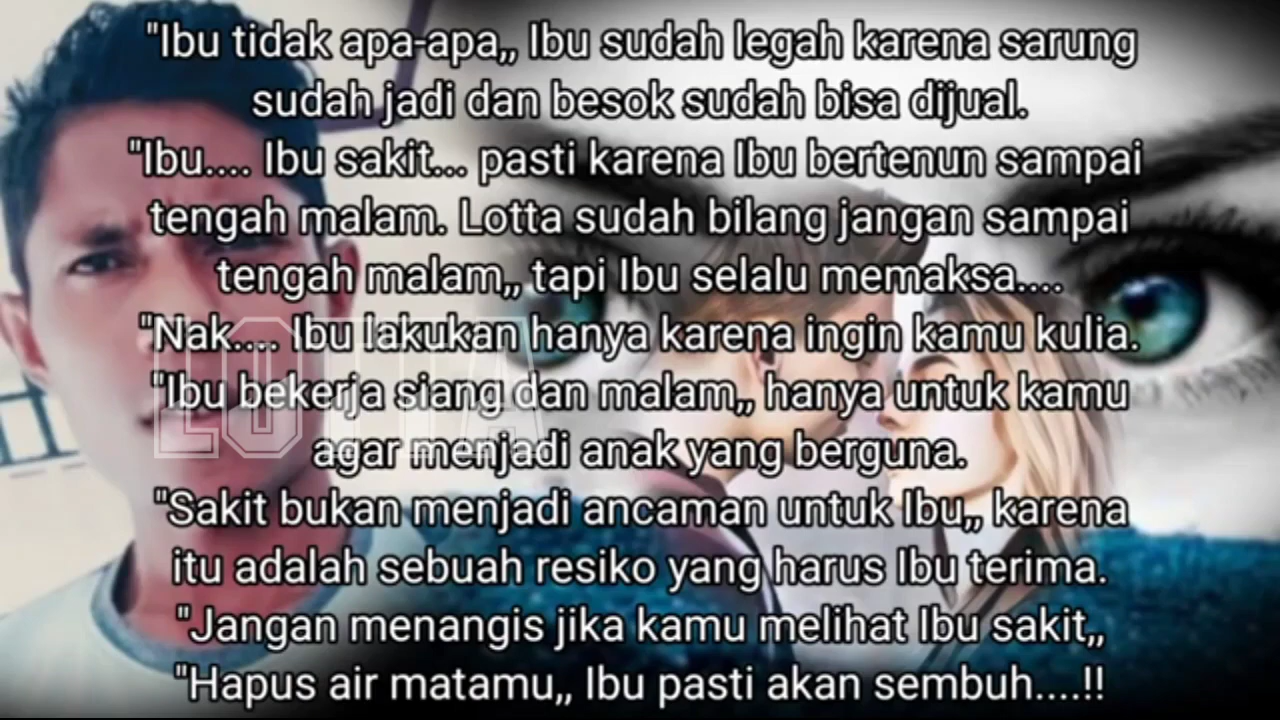 "Ibu tidak apa-apa,, Ibu sudah legah karena sarung
sudah jadi dan besok sudah bisa dijual.
"Ibu.... Ibu sakit... pasti karena Ibu bertenun sampai
tengah malam. Lotta sudah bilang jangan sampai
tengah malam,, tapi Ibu selalu memaksa....
"Nak.... Ibu lakukan hanya karena ingin kamu kulia.
"Ibu bekerja siang dan malam,, hanya untuk kamu
agar menjadi anak yang berguna.
"Sakit bukan menjadi ancaman untuk Ibu,, karena
itu adalah sebuah resiko yang harus Ibu terima.
"Jangan menangis jika kamu melihat Ibu sakit,,
"Hapus air matamu,, Ibu pasti akan sembuh....!!
LOTTA